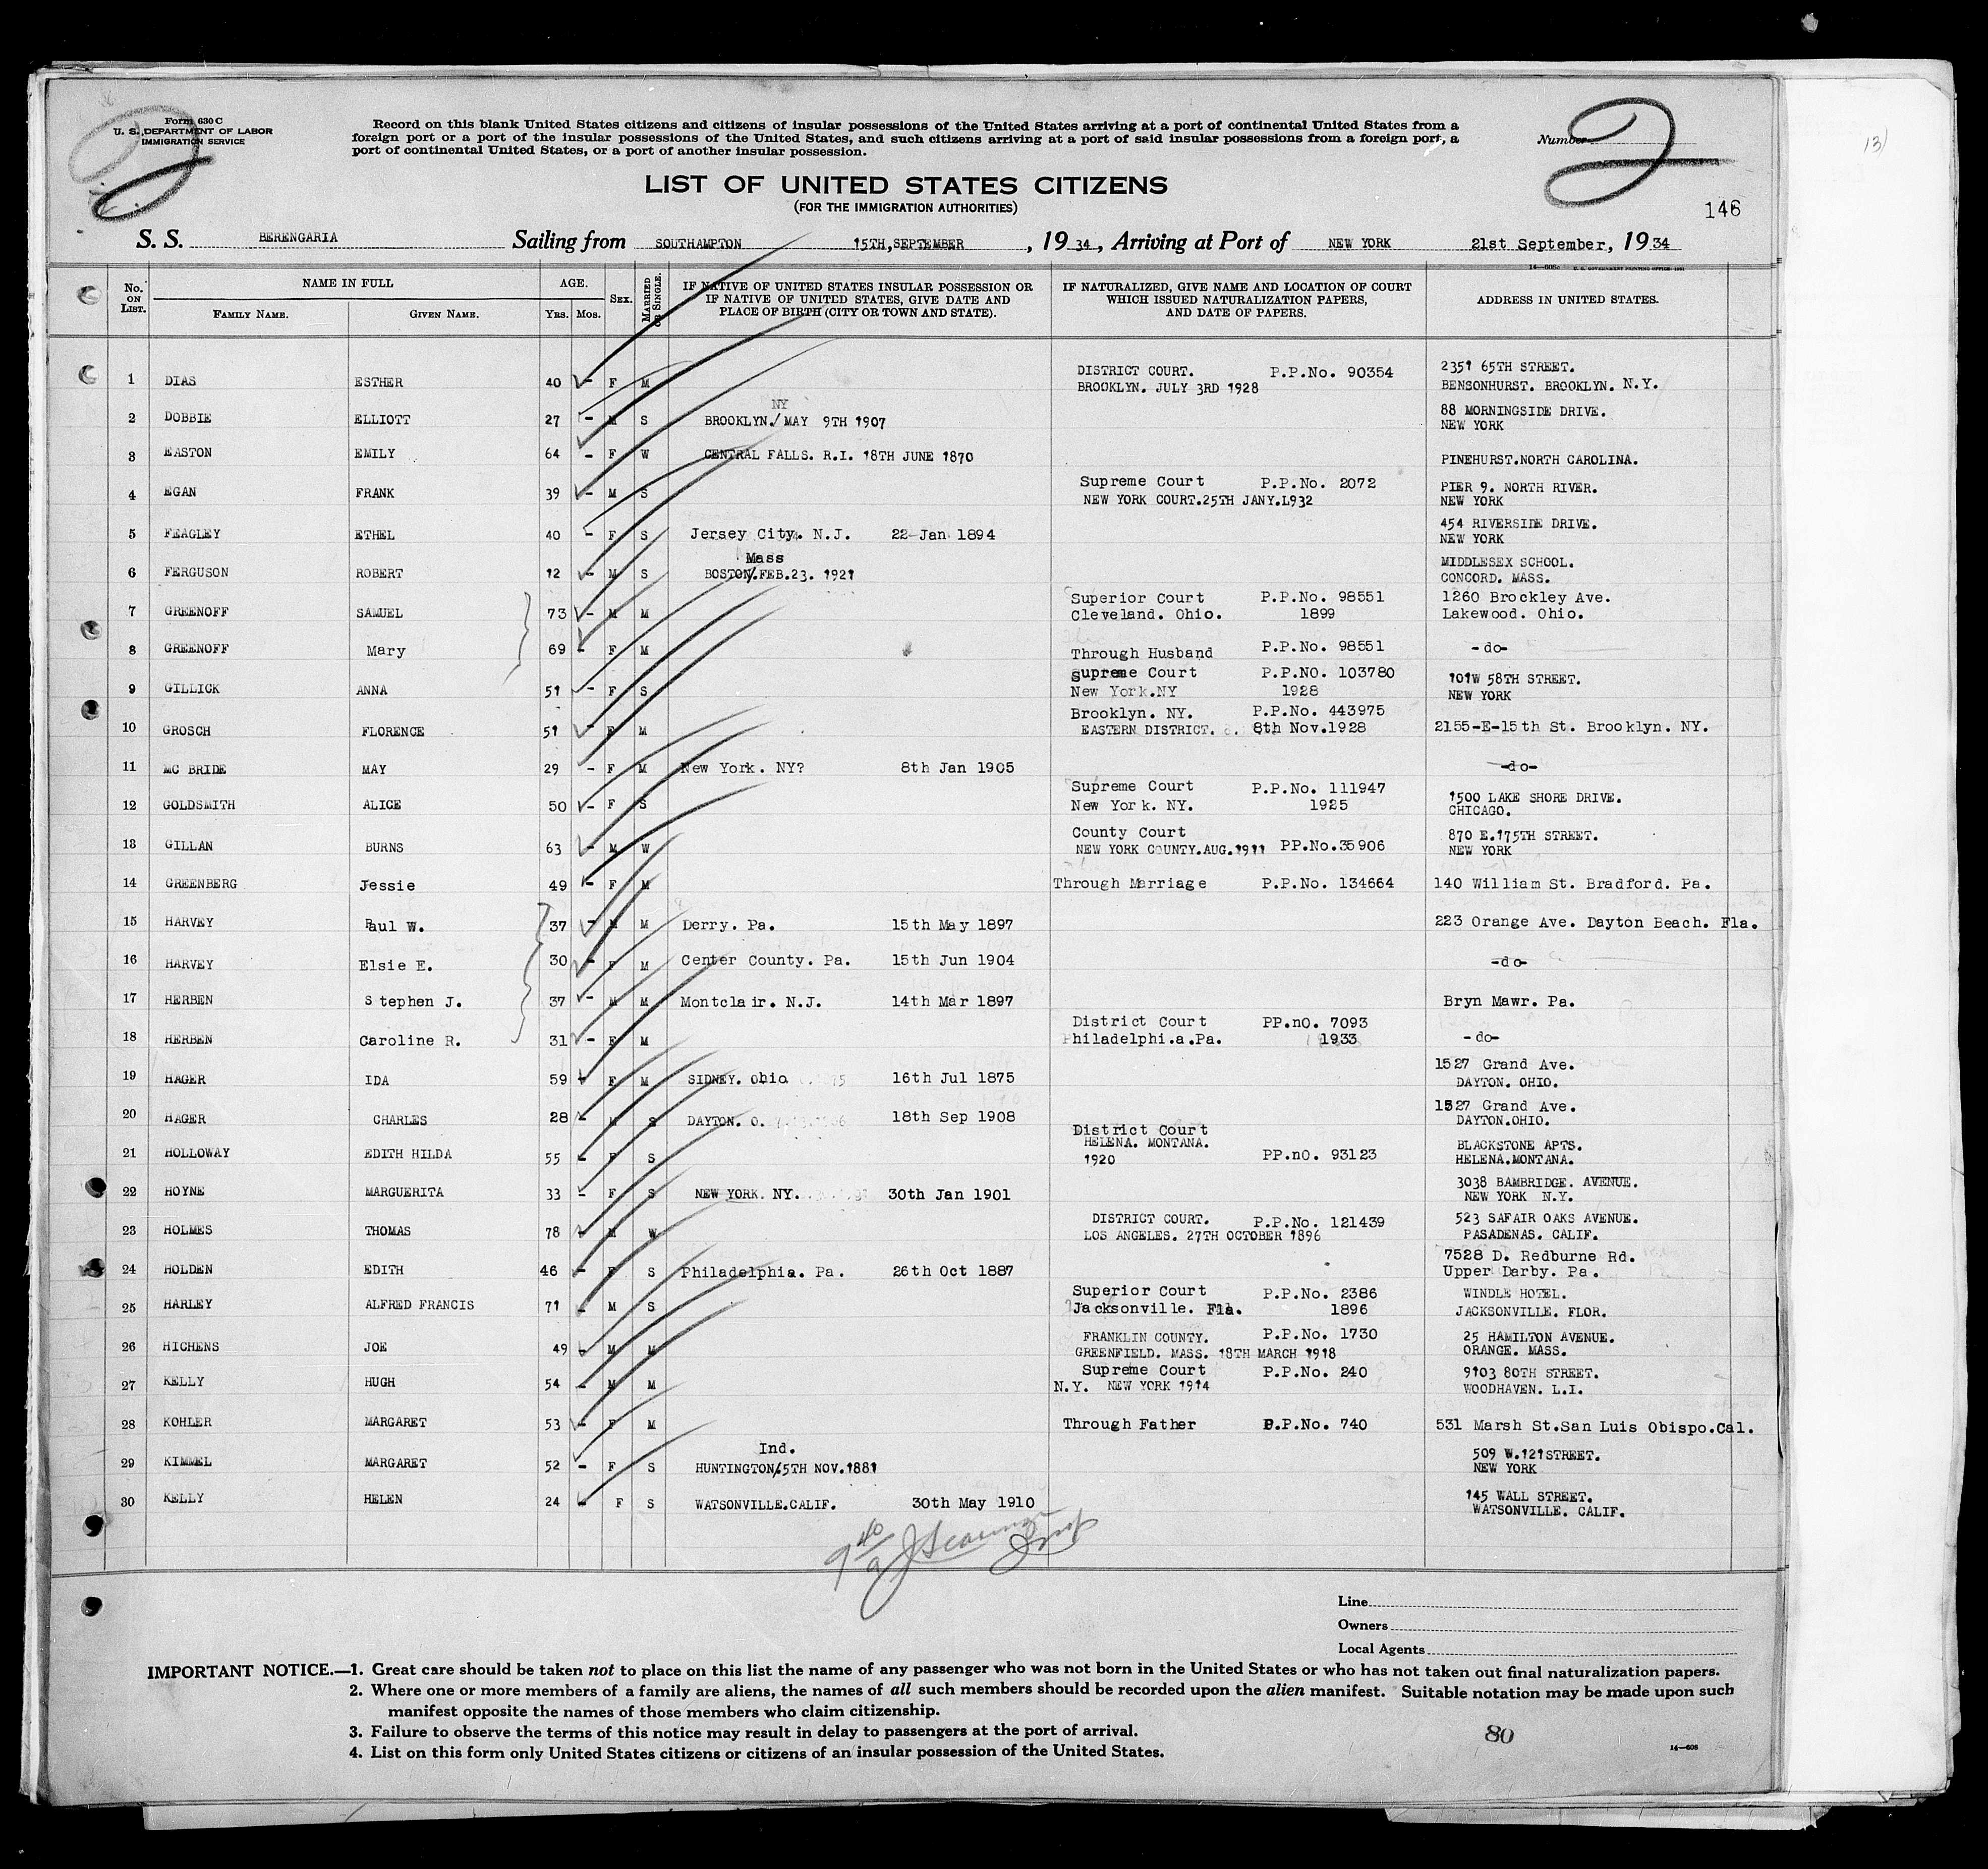 Form 630 C
U. S. DEPARTMENT OF LABOR
IMMIGRATION SERVICE
Record on this blank United States citizens and citizens of insular possessions of the United States arriving at a port of continental United States from a
foreign port or a port of the insular possessions of the United States, and such citizens arriving at a port of said insular possessions from a foreign port, a
port of continental United States, or a port of another insular possession.
Number
2
2
13
LIST OF UNITED STATES CITIZENS
(FOR THE IMMIGRATION AUTHORITIES)
146
S. S. BERENGARIA Sailing from SOUTHAMPTON 15TH,SEPTEMBER, 1934, Arriving at Port of NEW YORK 21st September, 1934
No. ON LIST. NAME IN FULL FAMILY NAME. GIVEN NAME. AGE. YRS. MOS. SEX. MARRIED OR SINGLE.
IF NATIVE OF UNITED STATES INSULAR POSSESSION OR
IF NATIVE OF UNITED STATES, GIVE DATE AND
PLACE OF BIRTH (CITY OR TOWN AND STATE).
IF NATURALIZED, GIVE NAME AND LOCATION OF COURT
WHICH ISSUED NATURALIZATION PAPERS,
AND DATE OF PAPERS.
ADDRESS IN UNITED STATES.
1 DIAS ESTHER 40 - F M DISTRICT COURT. P.P.No. 90354 2351 65TH STREET.
BROOKLYN. JULY 3RD 1928 BENSONHURST. BROOKLYN. N.Y.
NY
2 DOBBIE ELLIOTT 27 - M S BROOKLYN./MAY 9TH 1907 88 MORNINGSIDE DRIVE.
NEW YORK
3 EASTON EMILY 64 - F W CENTRAL FALLS. R.I. 18TH JUNE 1870 PINEHURST.NORTH CAROLINA.
4 EGAN FRANK 39 - M S Supreme Court P.P.No. 2072 PIER 9. NORTH RIVER.
NEW YORK COURT.25TH JANY.1932 NEW YORK
5 FEAGLEY ETHEL 40 - F S Jersey City. N.J. 22 Jan 1894 454 RIVERSIDE DRIVE.
NEW YORK
Mass
6 FERGUSON ROBERT 12 - M S BOSTON/.FEB.23. 1921 MIDDLESEX SCHOOL.
CONCORD. MASS.
7 GREENOFF SAMUEL 73 - M M Superior Court P.P.No. 98551 1260 Brockley Ave.
Cleveland. Ohio. 1899 Lakewood. Ohio.
8 GREENOFF Mary 69 - F M Through Husband P.P.No. 98551 -do-
9 GILLICK ANNA 51 - F S Supreme Court P.P.NO. 103780 101W 58TH STREET.
New York.NY 1928 NEW YORK
10 GROSCH FLORENCE 51 - F M Brooklyn. NY. P.P.No. 443975
EASTERN DISTRICT. 8th Nov.1928 2155-E-15th St. Brooklyn. NY.
11 MC BRIDE MAY 29 - F M New York. NY? 8th Jan 1905 -do-
12 GOLDSMITH ALICE 50 - F S Supreme Court P.P.No. 111947 1500 LAKE SHORE DRIVE.
New York. NY. 1925 CHICAGO.
13 GILLAN BURNS 63 - M W County Court 870 E.175TH STREET.
NEW YORK COUNTY.AUG.1911 PP.No.35906 NEW YORK
14 GREENBERG Jessie 49 - F M Through Marriage P.P.No. 134664 140 William St. Bradford. Pa.
15 HARVEY Paul W. 37 - M M Derry. Pa. 15th May 1897 223 Orange Ave. Dayton Beach. Fla.
16 HARVEY Elsie E. 30 - F M Center County. Pa. 15th Jun 1904 -do-
17 HERBEN Stephen J. 37 - M M Montclair. N.J. 14th Mar 1897 Bryn Mawr. Pa.
18 HERBEN Caroline R. 31 - F M District Court PP.nO. 7093 -do-
Philadelphi.a.Pa. 1933
19 HAGER IDA 59 - F M SIDNEY. Ohio 16th Jul 1875 1527 Grand Ave.
DAYTON. OHIO.
20 HAGER CHARLES 28 - M S DAYTON. O. 18th Sep 1908 1527 Grand Ave.
DAYTON.OHIO.
21 HOLLOWAY EDITH HILDA 55 - F S District Court
HELENA. MONTANA. BLACKSTONE APTS.
1920 PP.nO. 93123 HELENA.MONTANA.
22 HOYNE MARGUERITA 33 - F S NEW YORK. NY. 30th Jan 1901 3038 BAMBRIDGE. AVENUE.
NEW YORK N.Y.
23 HOLMES THOMAS 78 - M W DISTRICT COURT. P.P.No. 121439 523 SAFAIR OAKS AVENUE.
LOS ANGELES. 27TH OCTOBER 1896 PASADENAS. CALIF.
24 HOLDEN EDITH 46 - F S Philadelphia. Pa. 26th Oct 1887 7528 D. Redburne Rd.
Upper Darby. Pa.
25 HARLEY ALFRED FRANCIS 71 - M S Superior Court P.P.No. 2386 WINDLE HOTEL.
Jacksonville. Fla. 1896 JACKSONVILLE. FLOR.
26 HICHENS JOE 49 - M M FRANKLIN COUNTY. P.P.No. 1730 25 HAMILTON AVENUE.
GREENFIELD. MASS. 18TH MARCH 1918 ORANGE. MASS.
27 KELLY HUGH 54 - M M Supreme Court P.P.No. 240 9103 80TH STREET.
N.Y. NEW YORK 1914 WOODHAVEN. L.I.
28 KOHLER MARGARET 53 - F M Through Father P.P.No. 740 531 Marsh St.San Luis Obispo.Cal.
Ind.
29 KIMMEL MARGARET 52 - F S HUNTINGTON/.5TH NOV.1881 509 W.121STREET.
NEW YORK
30 KELLY HELEN 24 - F S WATSONVILLE.CALIF. 30th May 1910 145 WALL STREET.
WATSONVILLE. CALIF.
Line
Owners
Local Agents
IMPORTANT NOTICE.—1. Great care should be taken not to place on this list the name of any passenger who was not born in the United States or who has not taken out final naturalization papers.
2. Where one or more members of a family are aliens, the names of all such members should be recorded upon the alien manifest. Suitable notation may be made upon such
manifest opposite the names of those members who claim citizenship.
3. Failure to observe the terms of this notice may result in delay to passengers at the port of arrival.
4. List on this form only United States citizens or citizens of an insular possession of the United States.
80
14—608